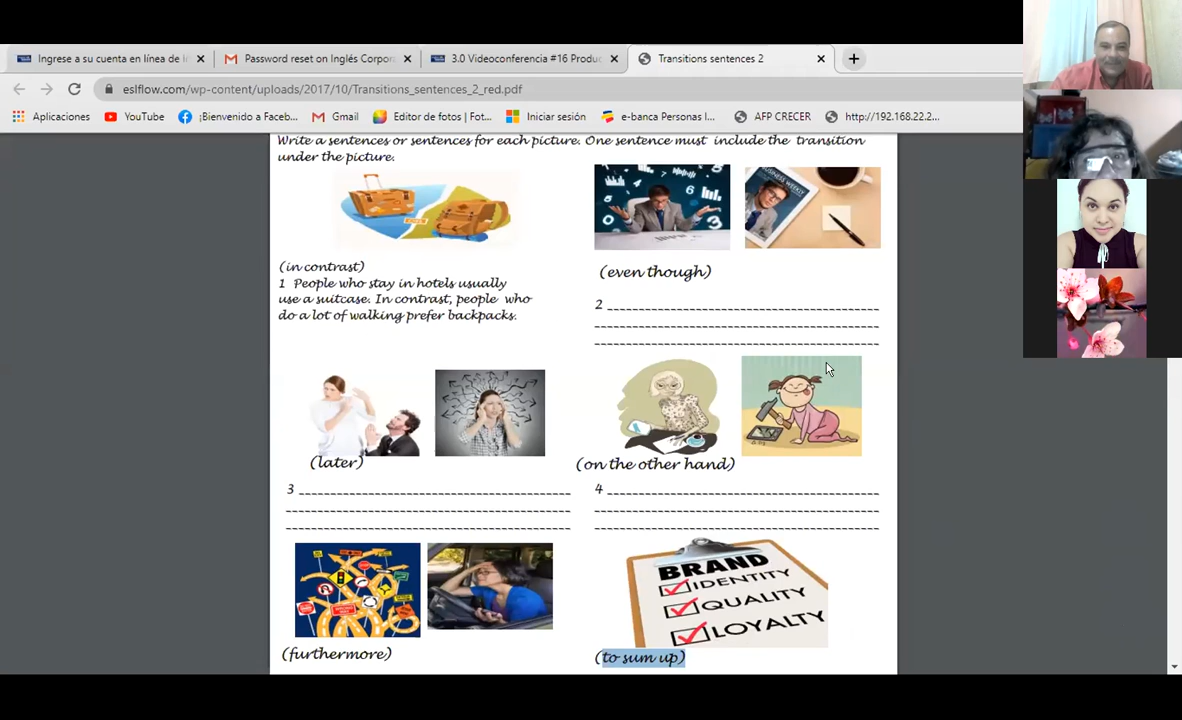 Ingrese a su cuenta en línea de l
Password reset on Inglés Corpor
3.0 Videoconferencia #16 Produ
Transitions sentences 2
eslflow.com/wp-content/uploads/2017/10/Transitions_sentences_2_red.pdf
Aplicaciones
YouTube
¡Bienvenido a Faceb...
Gmail
Editor de fotos | Fot...
Iniciar sesión
e-banca Personas I...
AFP CRECER
http://192.168.22.2...
Write a sentences or sentences for each picture. One sentence must include the transition
under the picture.
BUSINESS WEEKLY
(in contrast)
1 People who stay in hotels usually
use a suitcase. In contrast, people who
do a lot of walking prefer backpacks.
(even though)
2
(later)
(on the other hand)
3
4
BRAND
IDENTITY
QUALITY
LOYALTY
(furthermore)
(to sum up)